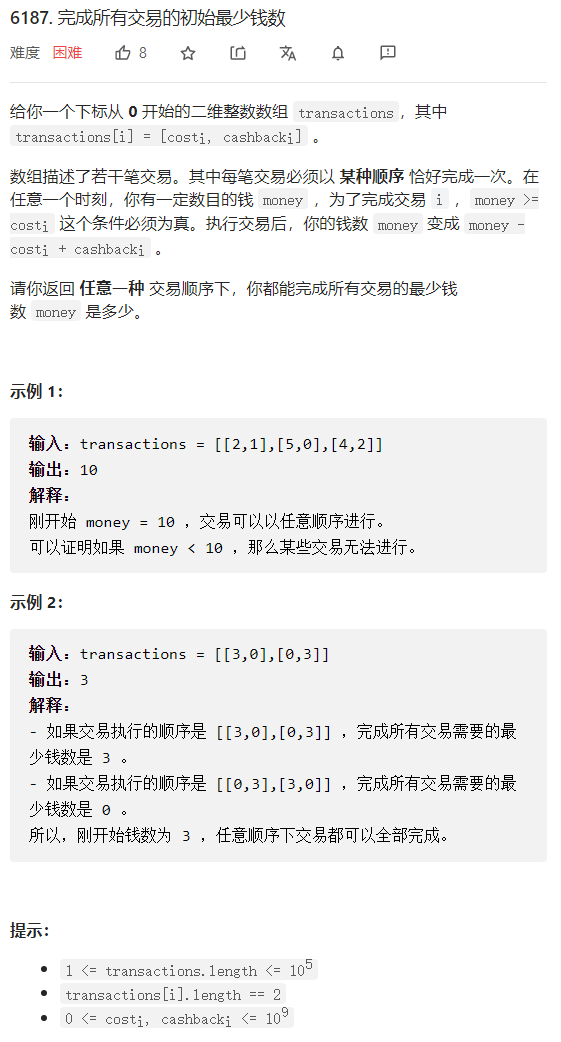 6187. 完成所有交易的初始最少钱数
难度 困难 8
给你一个下标从 0 开始的二维整数数组 transactions，其中
transactions[i] = [costi, cashbacki] 。
数组描述了若干笔交易。其中每笔交易必须以 某种顺序 恰好完成一次。在
任意一个时刻，你有一定数目的钱 money ，为了完成交易 i ，money >=
costi 这个条件必须为真。执行交易后，你的钱数 money 变成 money -
costi + cashbacki 。
请你返回 任意一种 交易顺序下，你都能完成所有交易的最少钱
数 money 是多少。
示例 1：
输入：transactions = [[2,1],[5,0],[4,2]]
输出：10
解释：
刚开始 money = 10 ，交易可以以任意顺序进行。
可以证明如果 money < 10 ，那么某些交易无法进行。
示例 2：
输入：transactions = [[3,0],[0,3]]
输出：3
解释：
- 如果交易执行的顺序是 [[3,0],[0,3]] ，完成所有交易需要的最
少钱数是 3 。
- 如果交易执行的顺序是 [[0,3],[3,0]] ，完成所有交易需要的最
少钱数是 0 。
所以，刚开始钱数为 3 ，任意顺序下交易都可以全部完成。
提示：
1 <= transactions.length <= 10^5
transactions[i].length == 2
0 <= costi, cashbacki <= 10^9